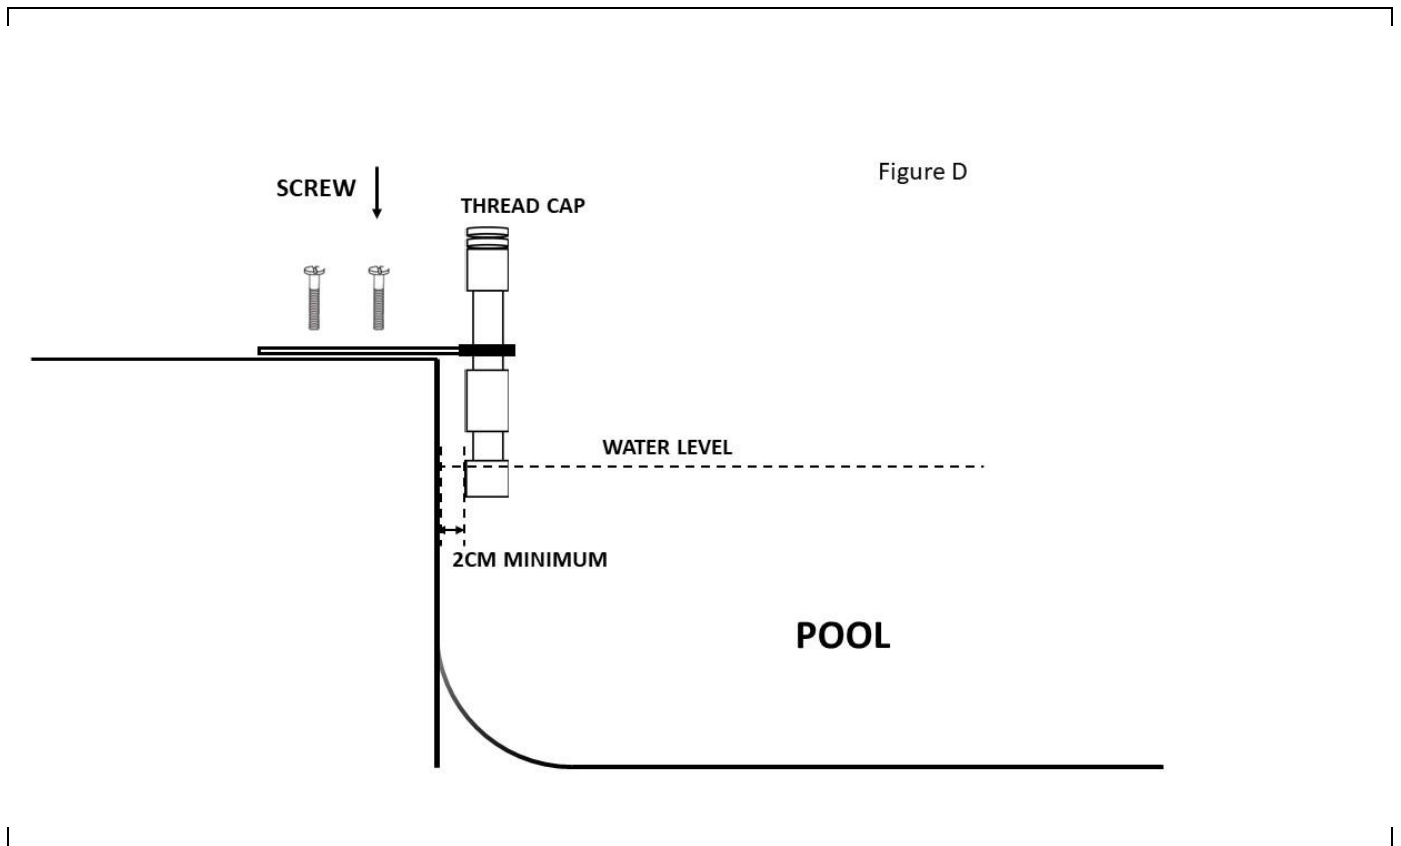 Figure D
SCREW
THREAD CAP
WATER LEVEL
2CM MINIMUM
POOL